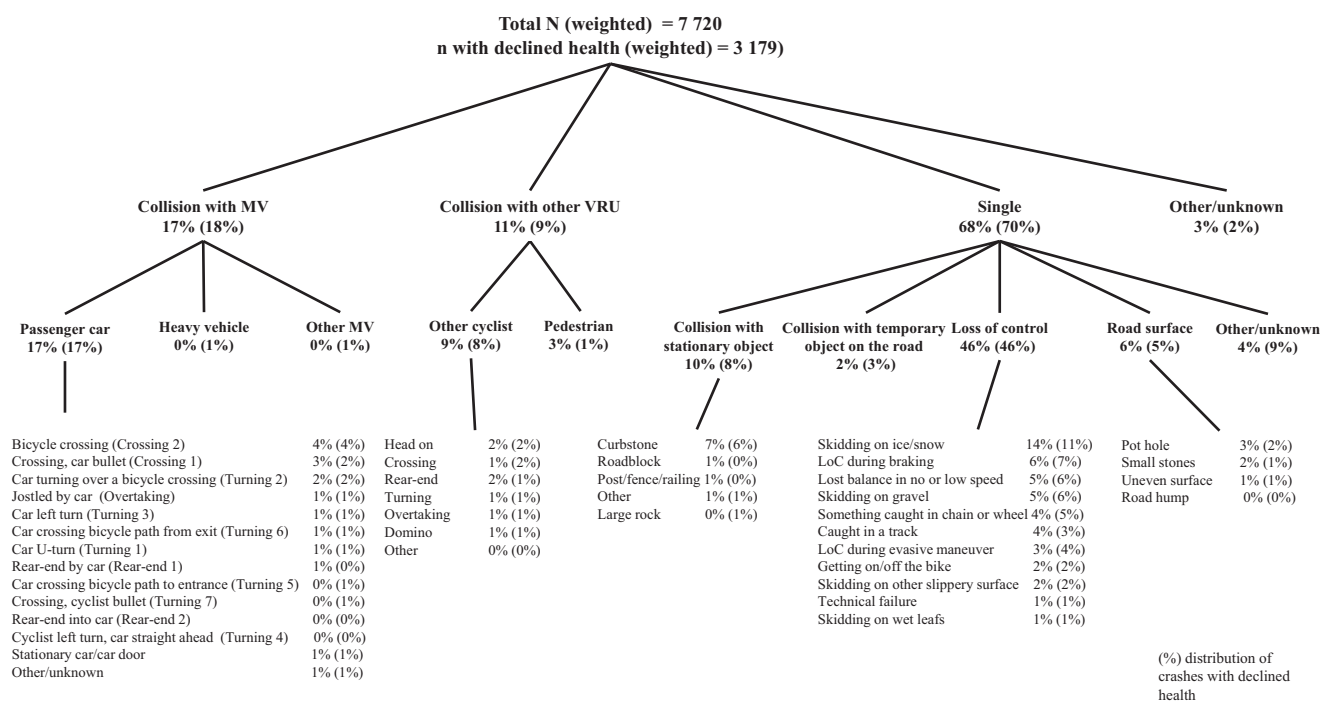 Total N (weighted) = 7 720
n with declined health (weighted) = 3 179)
Collision with MV
17% (18%)
Collision with other VRU
11% (9%)
Single
68% (70%)
Other/unknown
3% (2%)
Passenger car
17% (17%)
Heavy vehicle
0% (1%)
Other MV
0% (1%)
Other cyclist
9% (8%)
Pedestrian
3% (1%)
Collision with
stationary object
10% (8%)
Collision with temporary
object on the road
2% (3%)
Loss of control
46% (46%)
Road surface
6% (5%)
Other/unknown
4% (9%)
Bicycle crossing (Crossing 2) 4% (4%)
Crossing, car bullet (Crossing 1) 3% (2%)
Car turning over a bicycle crossing (Turning 2) 2% (2%)
Jostled by car (Overtaking) 1% (1%)
Car left turn (Turning 3) 1% (1%)
Car crossing bicycle path from exit (Turning 6) 1% (1%)
Car U-turn (Turning 1) 1% (1%)
Rear-end by car (Rear-end 1) 1% (0%)
Car crossing bicycle path to entrance (Turning 5) 0% (1%)
Crossing, cyclist bullet (Turning 7) 0% (1%)
Rear-end into car (Rear-end 2) 0% (0%)
Cyclist left turn, car straight ahead (Turning 4) 0% (0%)
Stationary car/car door 1% (1%)
Other/unknown 1% (1%)
Head on 2% (2%)
Crossing 1% (2%)
Rear-end 2% (1%)
Turning 1% (1%)
Overtaking 1% (1%)
Domino 1% (1%)
Other 0% (0%)
Curbstone 7% (6%)
Roadblock 1% (0%)
Post/fence/railing 1% (0%)
Other 1% (1%)
Large rock 0% (1%)
Skidding on ice/snow 14% (11%)
LoC during braking 6% (7%)
Lost balance in no or low speed 5% (6%)
Skidding on gravel 5% (6%)
Something caught in chain or wheel 4% (5%)
Caught in a track 4% (3%)
LoC during evasive maneuver 3% (4%)
Getting on/off the bike 2% (2%)
Skidding on other slippery surface 2% (2%)
Technical failure 1% (1%)
Skidding on wet leafs 1% (1%)
Pot hole 3% (2%)
Small stones 2% (1%)
Uneven surface 1% (1%)
Road hump 0% (0%)
(%) distribution of
crashes with declined
health